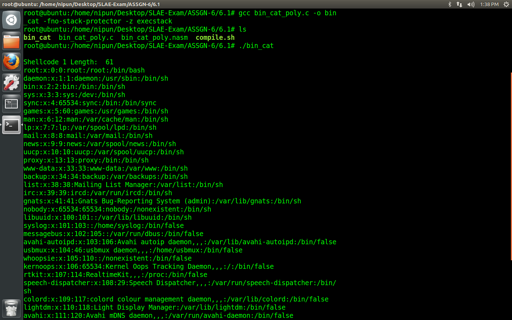 root@ubuntu: /home/nipun/Desktop/SLAE-Exam/ASSGN-6/6.1
1:38 PM
root@ubuntu:/home/nipun/Desktop/SLAE-Exam/ASSGN-6/6.1# gcc bin_cat_poly.c -o bin
_cat -fno-stack-protector -z execstack
root@ubuntu:/home/nipun/Desktop/SLAE-Exam/ASSGN-6/6.1# ls
bin_cat bin_cat_poly.c bin_cat_poly.nasm compile.sh
root@ubuntu:/home/nipun/Desktop/SLAE-Exam/ASSGN-6/6.1# ./bin_cat
Shellcode 1 Length: 61
root:x:0:0:root:/root:/bin/bash
daemon:x:1:1:daemon:/usr/sbin:/bin/sh
bin:x:2:2:bin:/bin:/bin/sh
sys:x:3:3:sys:/dev:/bin/sh
sync:x:4:65534:sync:/bin:/bin/sync
games:x:5:60:games:/usr/games:/bin/sh
man:x:6:12:man:/var/cache/man:/bin/sh
lp:x:7:7:lp:/var/spool/lpd:/bin/sh
mail:x:8:8:mail:/var/mail:/bin/sh
news:x:9:9:news:/var/spool/news:/bin/sh
uucp:x:10:10:uucp:/var/spool/uucp:/bin/sh
proxy:x:13:13:proxy:/bin:/bin/sh
www-data:x:33:33:www-data:/var/www:/bin/sh
backup:x:34:34:backup:/var/backups:/bin/sh
list:x:38:38:Mailing List Manager:/var/list:/bin/sh
irc:x:39:39:ircd:/var/run/ircd:/bin/sh
gnats:x:41:41:Gnats Bug-Reporting System (admin):/var/lib/gnats:/bin/sh
nobody:x:65534:65534:nobody:/nonexistent:/bin/sh
libuuid:x:100:101::/var/lib/libuuid:/bin/sh
syslog:x:101:103::/home/syslog:/bin/false
messagebus:x:102:105::/var/run/dbus:/bin/false
avahi-autoipd:x:103:106:Avahi autoip daemon,,,:/var/lib/avahi-autoipd:/bin/false
usbmux:x:104:46:usbmux daemon,,,:/home/usbmux:/bin/false
whoopsie:x:105:110::/nonexistent:/bin/false
kernoops:x:106:65534:Kernel Oops Tracking Daemon,,,:/:/bin/false
rtkit:x:107:114:RealtimeKit,,,:/proc:/bin/false
speech-dispatcher:x:108:29:Speech Dispatcher,,,:/var/run/speech-dispatcher:/bin/
sh
colord:x:109:117:colord colour management daemon,,,:/var/lib/colord:/bin/false
lightdm:x:110:118:Light Display Manager:/var/lib/lightdm:/bin/false
avahi:x:111:120:Avahi mDNS daemon,,,:/var/run/avahi-daemon:/bin/false